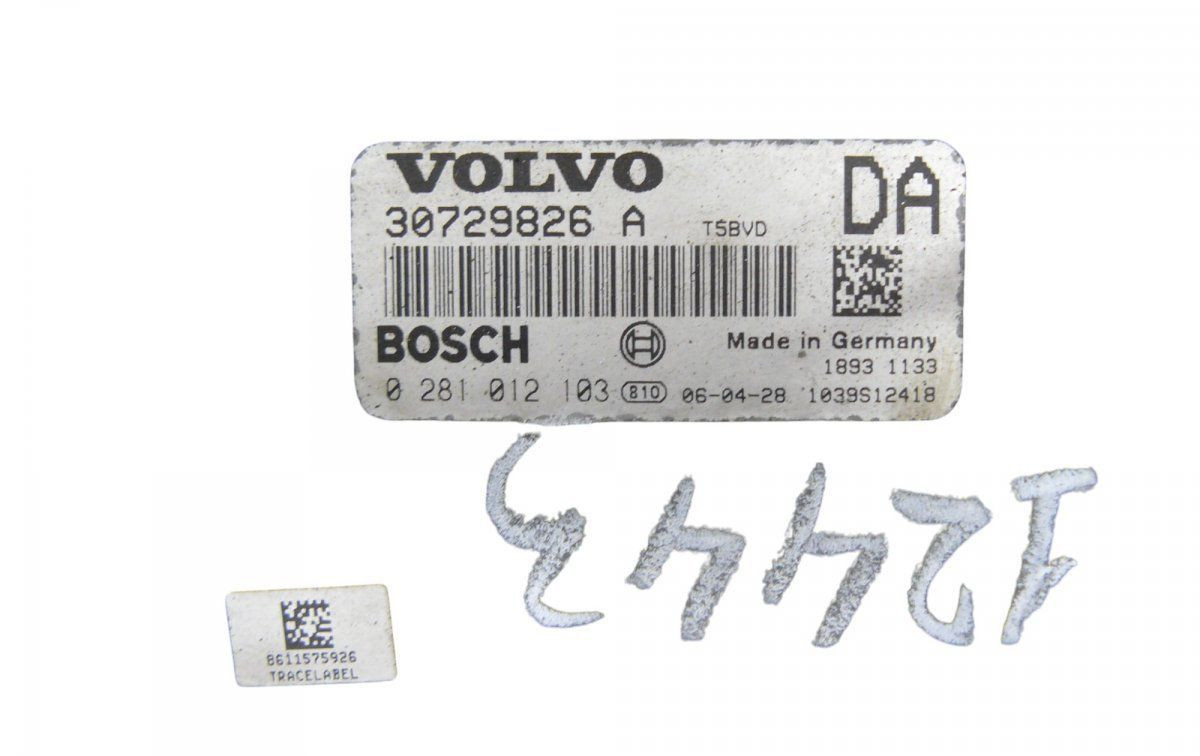 VOLVO
DA
30729826 A T5BVD
BOSCH
Made in Germany
1893 1133
0 281 012 103 810 06-04-28 1039S12418
12443
8611575926
TRACELABEL